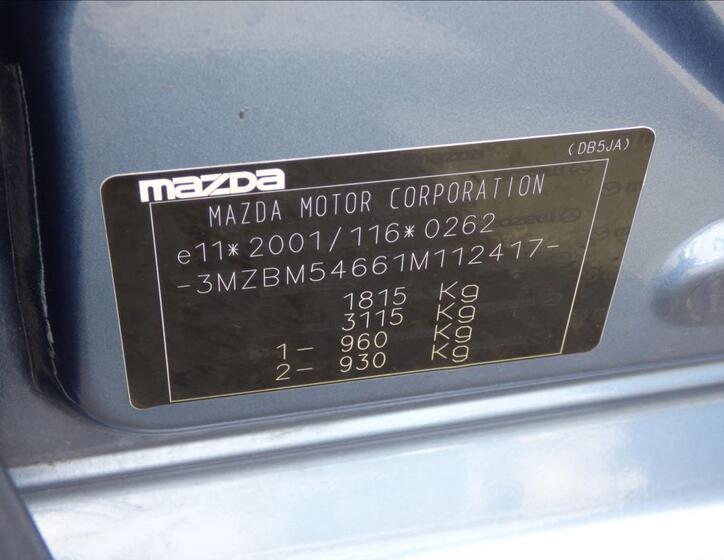 (DB5JA)
mazda
MAZDA MOTOR CORPORATION
e11*2001/116*0262
-3MZBM54661M112417-
1815 Kg
3115 Kg
1- 960 Kg
2- 930 Kg